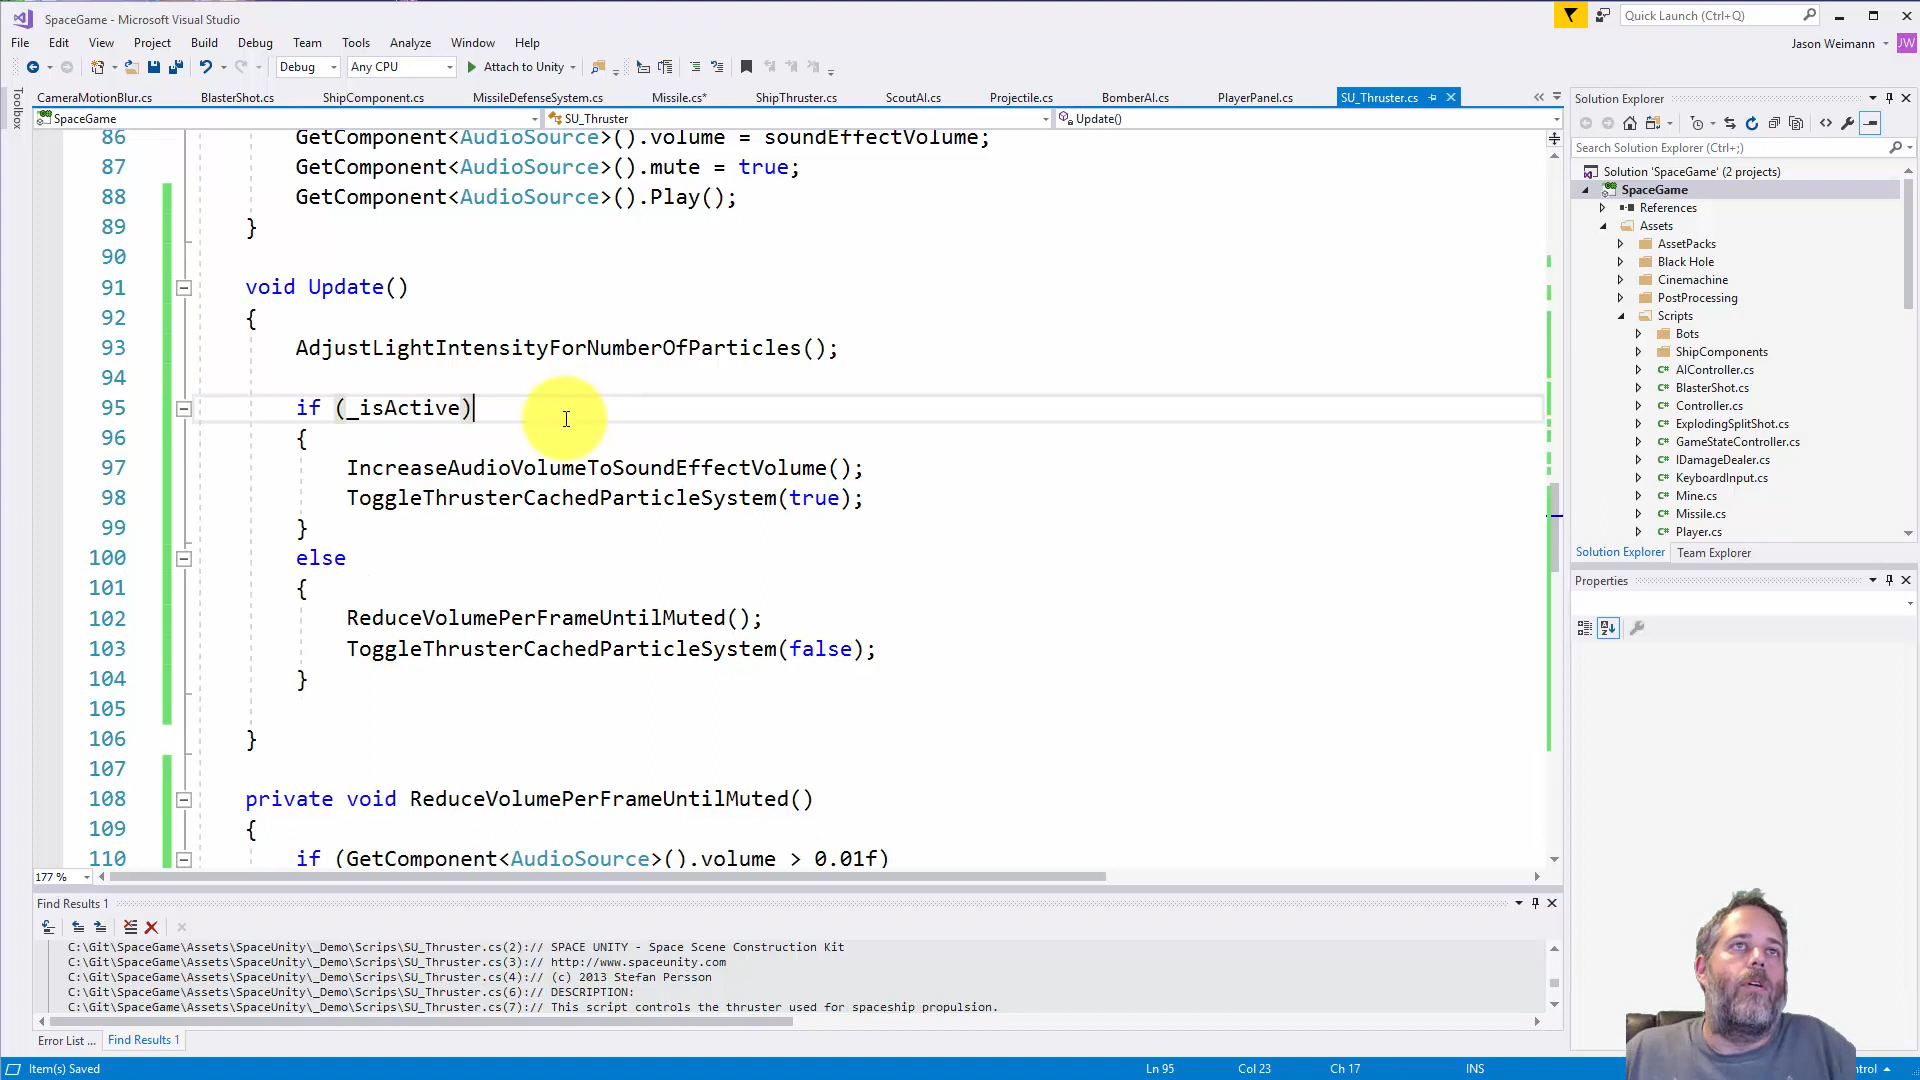 SpaceGame - Microsoft Visual Studio
Quick Launch (Ctrl+Q)
File Edit View Project Build Debug Team Tools Analyze Window Help
Jason Weimann JW
Debug Any CPU Attach to Unity
Toolbox
CameraMotionBlur.cs BlasterShot.cs ShipComponent.cs MissileDefenseSystem.cs Missile.cs* ShipThruster.cs ScoutAI.cs Projectile.cs BomberAI.cs PlayerPanel.cs SU_Thruster.cs
SpaceGame SU_Thruster Update()
86 GetComponent<AudioSource>().volume = soundEffectVolume;
87 GetComponent<AudioSource>().mute = true;
88 GetComponent<AudioSource>().Play();
89 }
90
91 void Update()
92 {
93 AdjustLightIntensityForNumberOfParticles();
94
95 if (_isActive)
96 {
97 IncreaseAudioVolumeToSoundEffectVolume();
98 ToggleThrusterCachedParticleSystem(true);
99 }
100 else
101 {
102 ReduceVolumePerFrameUntilMuted();
103 ToggleThrusterCachedParticleSystem(false);
104 }
105
106 }
107
108 private void ReduceVolumePerFrameUntilMuted()
109 {
110 if (GetComponent<AudioSource>().volume > 0.01f)
177 %
Find Results 1
C:\Git\SpaceGame\Assets\SpaceUnity\_Demo\Scrips\SU_Thruster.cs(2):// SPACE UNITY - Space Scene Construction Kit
C:\Git\SpaceGame\Assets\SpaceUnity\_Demo\Scrips\SU_Thruster.cs(3):// http://www.spaceunity.com
C:\Git\SpaceGame\Assets\SpaceUnity\_Demo\Scrips\SU_Thruster.cs(4):// (c) 2013 Stefan Persson
C:\Git\SpaceGame\Assets\SpaceUnity\_Demo\Scrips\SU_Thruster.cs(6):// DESCRIPTION:
C:\Git\SpaceGame\Assets\SpaceUnity\_Demo\Scrips\SU_Thruster.cs(7):// This script controls the thruster used for spaceship propulsion.
Error List ... Find Results 1
Item(s) Saved Ln 95 Col 23 Ch 17 INS
Solution Explorer
Search Solution Explorer (Ctrl+;)
Solution 'SpaceGame' (2 projects)
SpaceGame
References
Assets
AssetPacks
Black Hole
Cinemachine
PostProcessing
Scripts
Bots
ShipComponents
C# AIController.cs
C# BlasterShot.cs
C# Controller.cs
C# ExplodingSplitShot.cs
C# GameStateController.cs
C# IDamageDealer.cs
C# KeyboardInput.cs
C# Mine.cs
C# Missile.cs
C# Player.cs
Solution Explorer Team Explorer
Properties